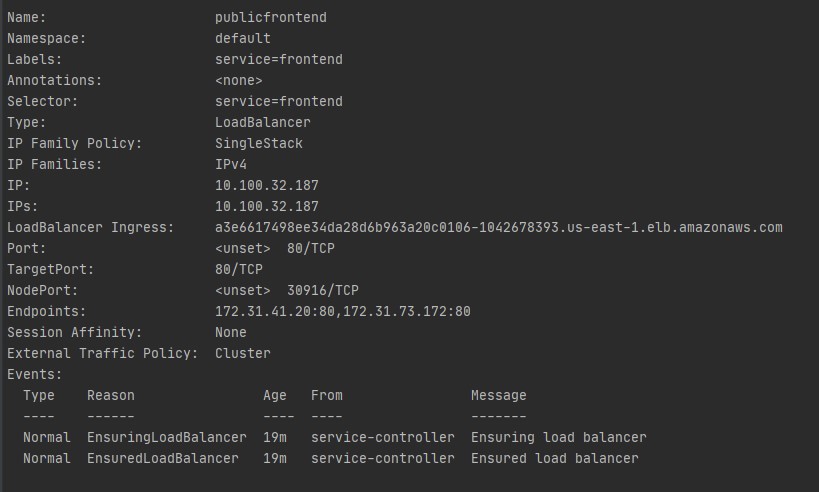 Name:                     publicfrontend
Namespace:                default
Labels:                   service=frontend
Annotations:              <none>
Selector:                 service=frontend
Type:                     LoadBalancer
IP Family Policy:         SingleStack
IP Families:              IPv4
IP:                       10.100.32.187
IPs:                      10.100.32.187
LoadBalancer Ingress:     a3e6617498ee34da28d6b963a20c0106-1042678393.us-east-1.elb.amazonaws.com
Port:                     <unset>  80/TCP
TargetPort:               80/TCP
NodePort:                 <unset>  30916/TCP
Endpoints:                172.31.41.20:80,172.31.73.172:80
Session Affinity:         None
External Traffic Policy:  Cluster
Events:
  Type    Reason                Age   From                Message
  ----    ------                ----  ----                -------
  Normal  EnsuringLoadBalancer  19m   service-controller  Ensuring load balancer
  Normal  EnsuredLoadBalancer   19m   service-controller  Ensured load balancer